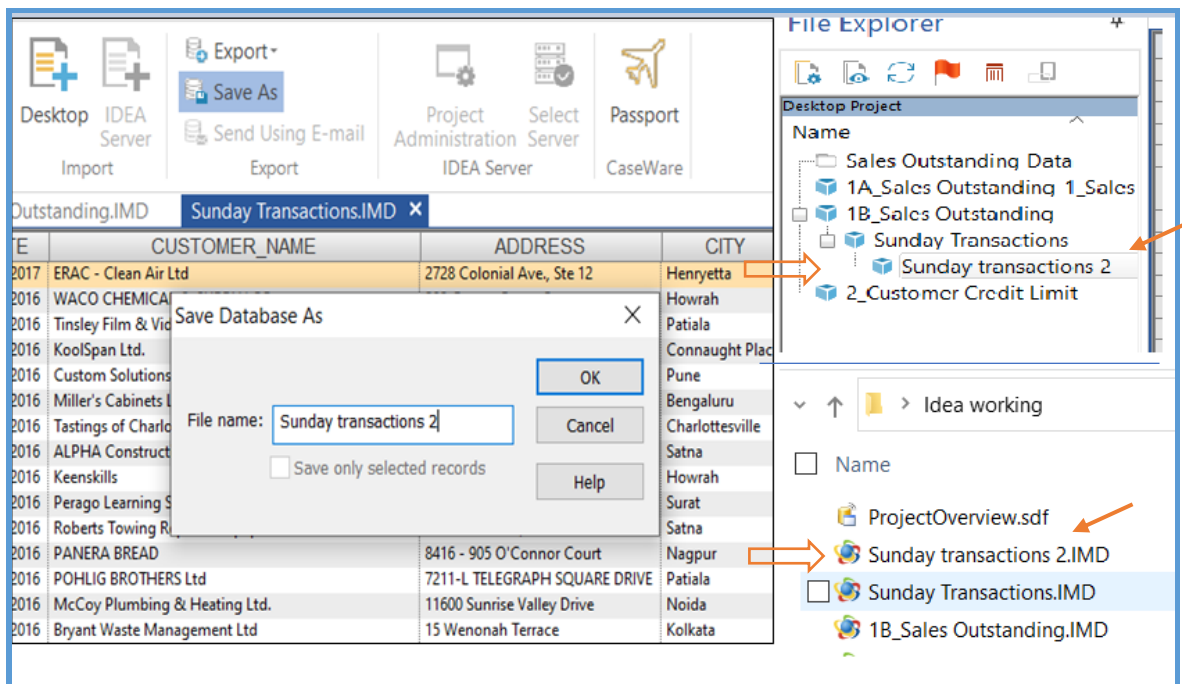 Desktop
IDEA
Server
Import
Export
Save As
Send Using E-mail
Export
Project
Administration
Select
Server
IDEA Server
Passport
CaseWare
Outstanding.IMD
Sunday Transactions.IMD ×
TE CUSTOMER_NAME ADDRESS CITY
2017 ERAC - Clean Air Ltd 2728 Colonial Ave., Ste 12 Henryetta
2016 WACO CHEMICA Howrah
2016 Tinsley Film & Vid Patiala
2016 KoolSpan Ltd. Connaught Plac
2016 Custom Solutions Pune
2016 Miller's Cabinets L Bengaluru
2016 Tastings of Charlo Charlottesville
2016 ALPHA Construct Satna
2016 Keenskills Howrah
2016 Perago Learning S Surat
2016 Roberts Towing R Satna
2016 PANERA BREAD 8416 - 905 O'Connor Court Nagpur
2016 POHLIG BROTHERS Ltd 7211-L TELEGRAPH SQUARE DRIVE Patiala
2016 McCoy Plumbing & Heating Ltd. 11600 Sunrise Valley Drive Noida
2016 Bryant Waste Management Ltd 15 Wenonah Terrace Kolkata
Save Database As
File name: Sunday transactions 2
Save only selected records
OK
Cancel
Help
File Explorer
Desktop Project
Name
Sales Outstanding Data
1A_Sales Outstanding 1_Sales
1B_Sales Outstanding
Sunday Transactions
Sunday transactions 2
2_Customer Credit Limit
Idea working
Name
ProjectOverview.sdf
Sunday transactions 2.IMD
Sunday Transactions.IMD
1B_Sales Outstanding.IMD